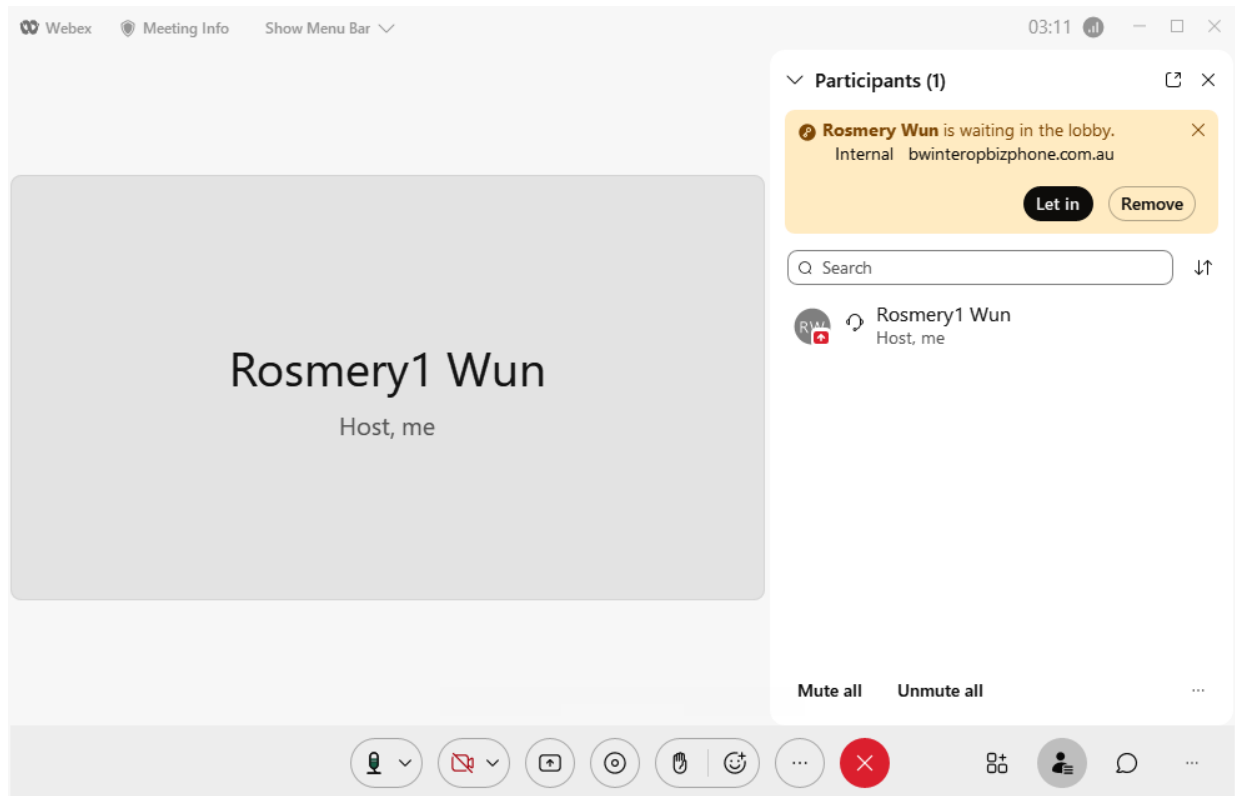 Webex Meeting Info Show Menu Bar 03:11
Participants (1)
Rosmery Wun is waiting in the lobby.
Internal bwinteropbizphone.com.au
Let in Remove
Search
RW Rosmery1 Wun
Host, me
Rosmery1 Wun
Host, me
Mute all Unmute all